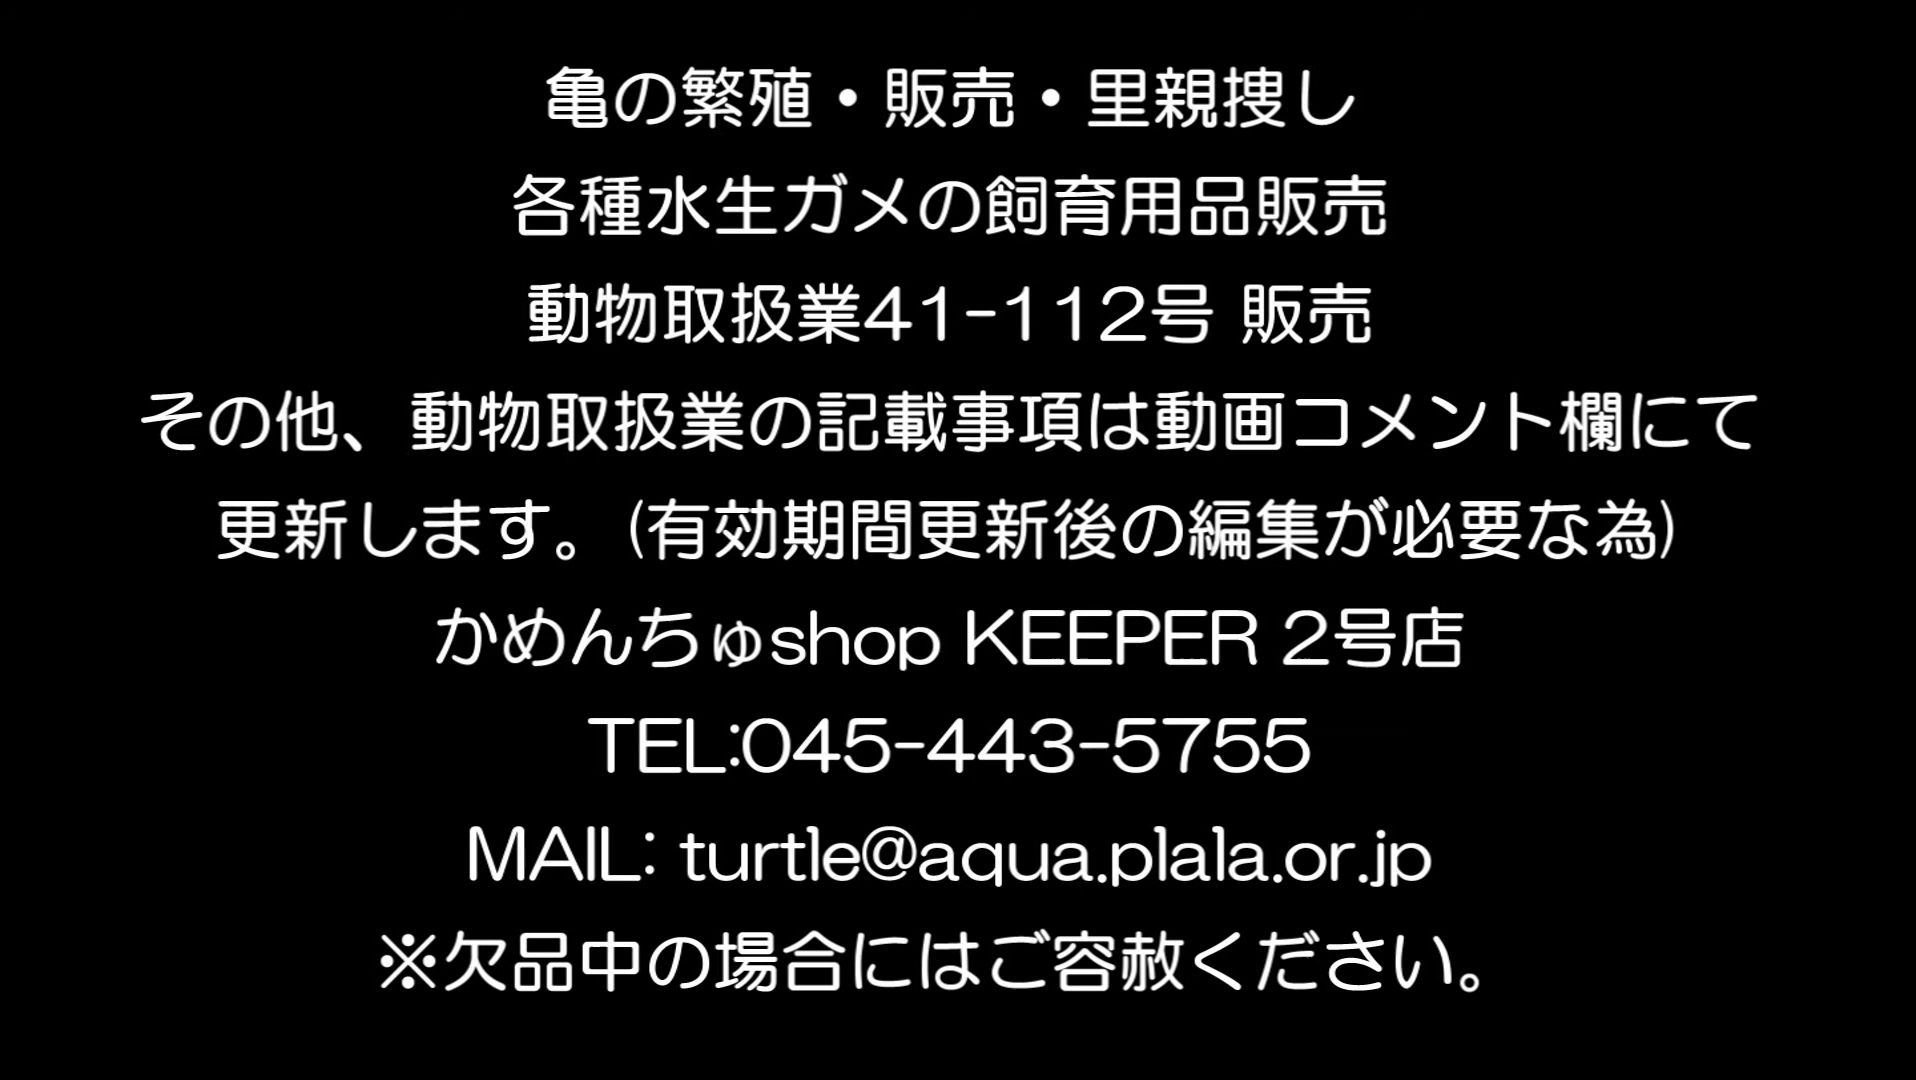 亀の繁殖・販売・里親捜し
各種水生ガメの飼育用品販売
動物取扱業41-112号 販売
その他、動物取扱業の記載事項は動画コメント欄にて
更新します。(有効期間更新後の編集が必要な為)
かめんちゅshop KEEPER 2号店
TEL:045-443-5755
MAIL: turtle@aqua.plala.or.jp
※欠品中の場合にはご容赦ください。